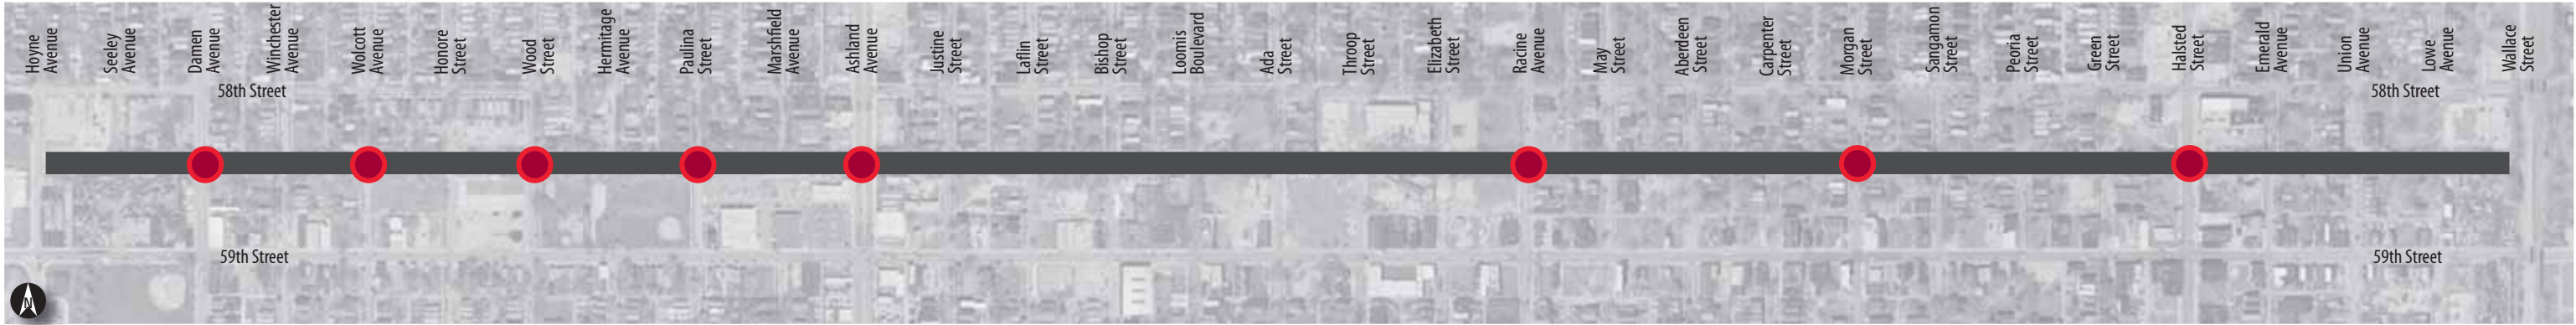 Hoyne
Avenue
Seeley
Avenue
Damen
Avenue
Winchester
Avenue
Wolcott
Avenue
Honore
Street
Wood
Street
Hermitage
Avenue
Paulina
Street
Marshfield
Avenue
Ashland
Avenue
Justine
Street
Laflin
Street
Bishop
Street
Loomis
Boulevard
Ada
Street
Throop
Street
Elizabeth
Street
Racine
Avenue
May
Street
Aberdeen
Street
Carpenter
Street
Morgan
Street
Sangamon
Street
Peoria
Street
Green
Street
Halsted
Street
Emerald
Avenue
Union
Avenue
Lowe
Avenue
Wallace
Street
58th Street
58th Street
59th Street
59th Street
N